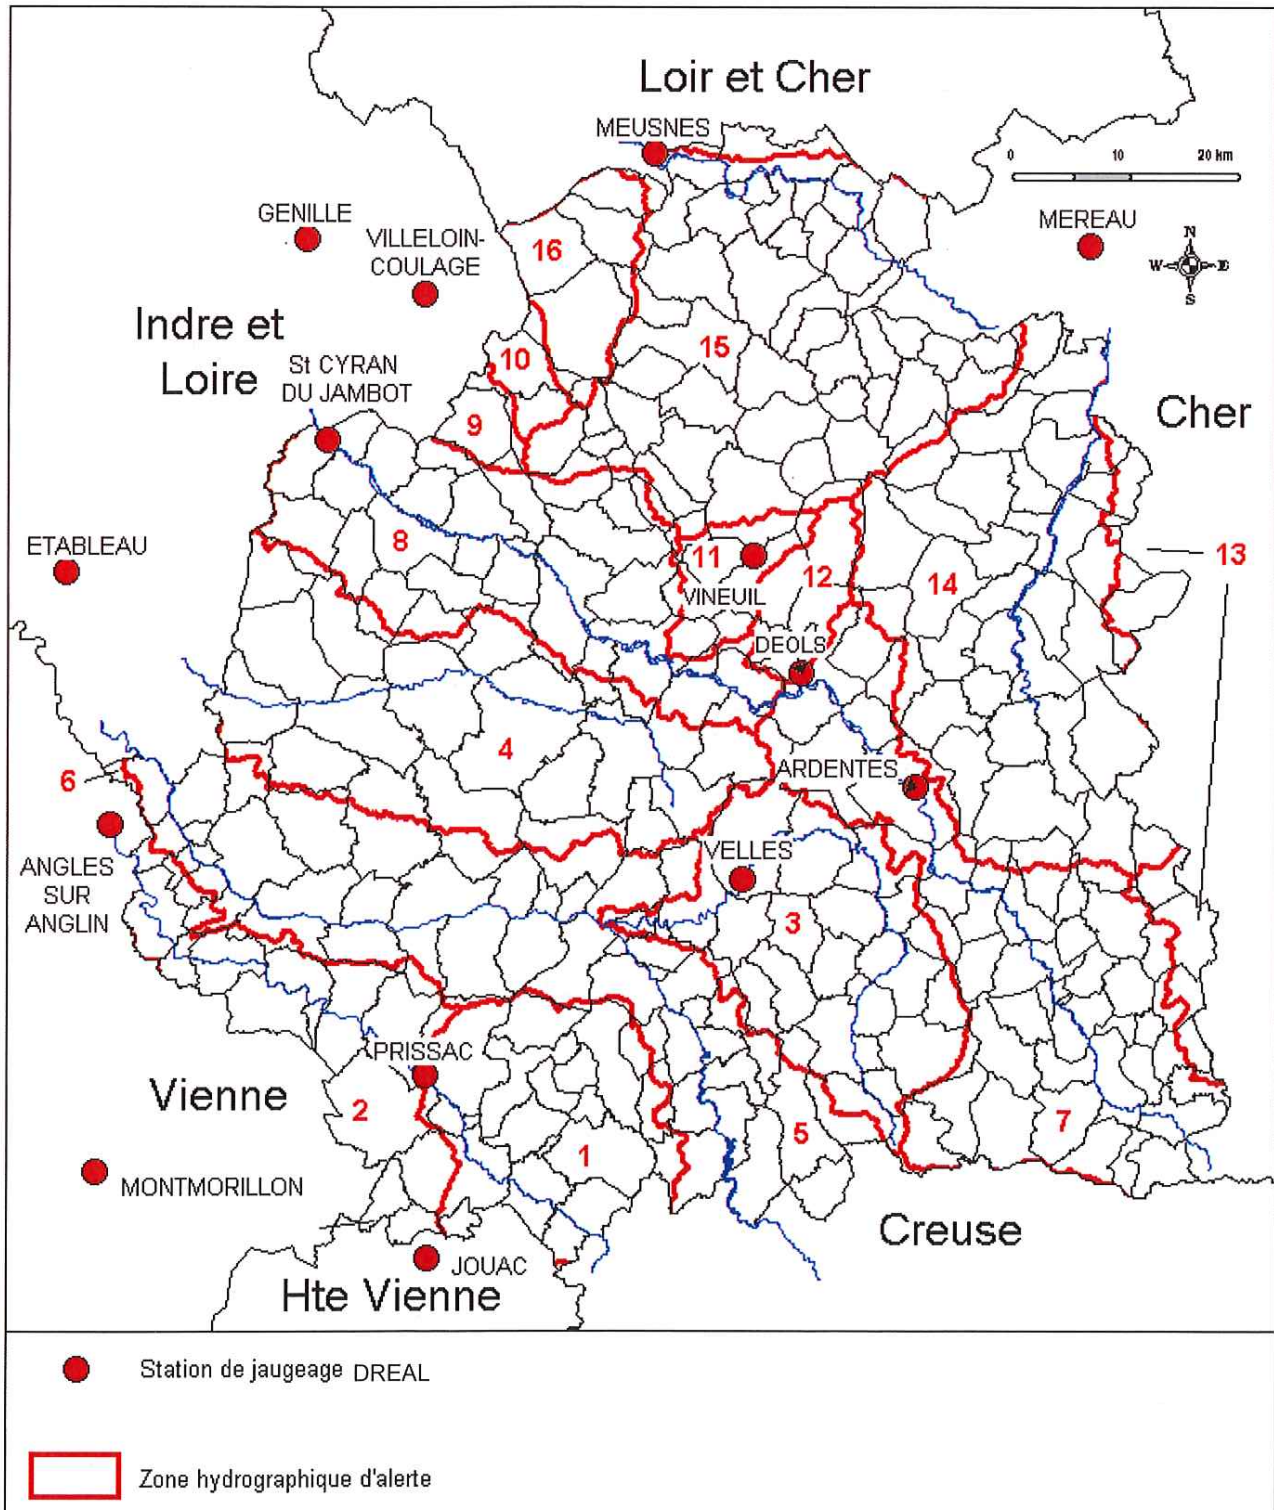 Loir et Cher
MEUSNES
0 10 20 km
GENILLE
MEREAU
VILLELOIN-
COULAGE
N
W E
S
16
Indre et
Loire
10
15
St CYRAN
DU JAMBOT
Cher
9
ETABLEAU
8
11
12
13
14
VINEUIL
DEOLS
4
6
ARDENTES
VELLES
ANGLES
SUR
ANGLIN
3
PRISSAC
Vienne
2
5
7
1
MONTMORILLON
Creuse
JOUAC
Hte Vienne
Station de jaugeage DREAL
Zone hydrographique d'alerte